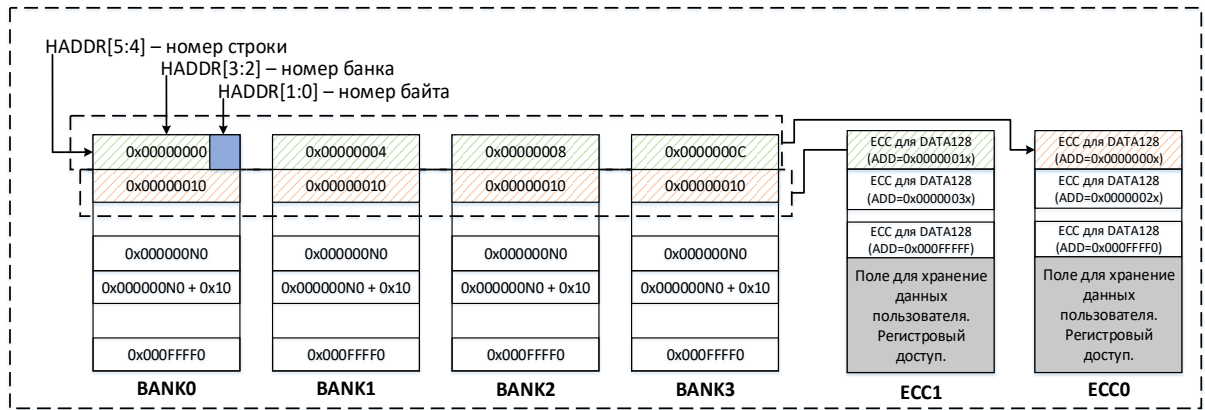 HADDR[5:4] – номер строки
HADDR[3:2] – номер банка
HADDR[1:0] – номер байта
0x00000000
0x00000004
0x00000008
0x0000000C
ECC для DATA128
(ADD=0x0000001x)
ECC для DATA128
(ADD=0x0000000x)
0x00000010
0x00000010
0x00000010
0x00000010
ECC для DATA128
(ADD=0x0000003x)
ECC для DATA128
(ADD=0x0000002x)
0x000000N0
0x000000N0
0x000000N0
0x000000N0
ECC для DATA128
(ADD=0x000FFFFF)
ECC для DATA128
(ADD=0x000FFFF0)
0x000000N0 + 0x10
0x000000N0 + 0x10
0x000000N0 + 0x10
0x000000N0 + 0x10
Поле для хранение
данных
пользователя.
Регистровый
доступ.
Поле для хранение
данных
пользователя.
Регистровый
доступ.
0x000FFFF0
0x000FFFF0
0x000FFFF0
0x000FFFF0
BANK0
BANK1
BANK2
BANK3
ECC1
ECC0